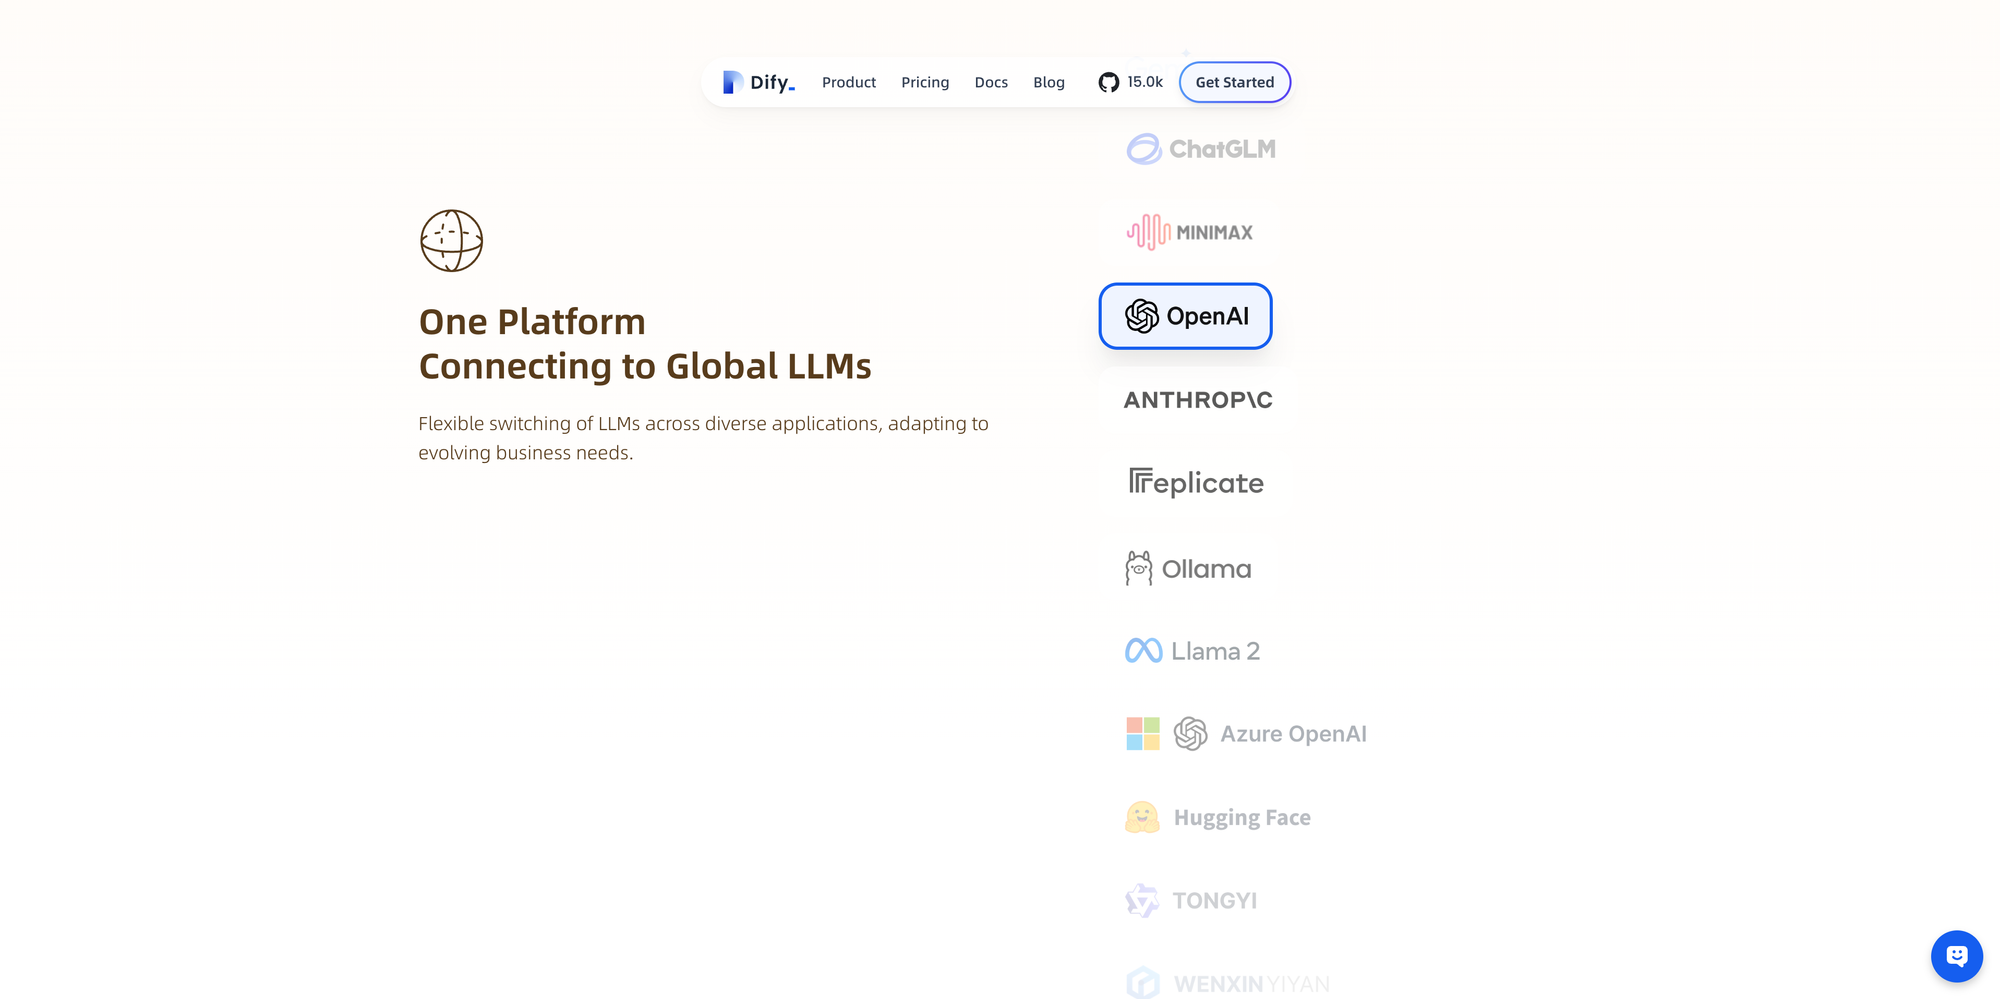 Dify_
Product
Pricing
Docs
Blog
15.0k
Get Started
One Platform
Connecting to Global LLMs
Flexible switching of LLMs across diverse applications, adapting to
evolving business needs.
ChatGLM
MINIMAX
OpenAI
ANTHROP\C
Replicate
Ollama
Llama 2
Azure OpenAI
Hugging Face
TONGYI
WENXIN YIYAN